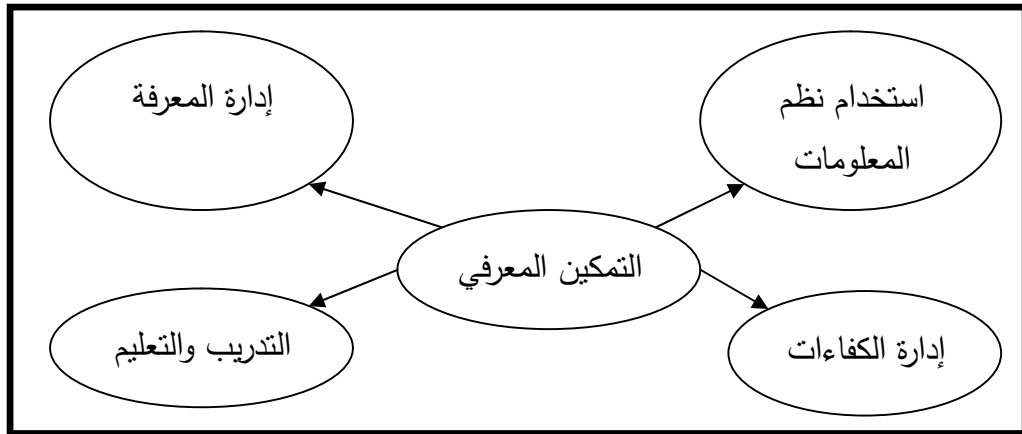 استخدام نظم
المعلومات
إدارة المعرفة
التمكين المعرفي
إدارة الكفاءات
التدريب والتعليم